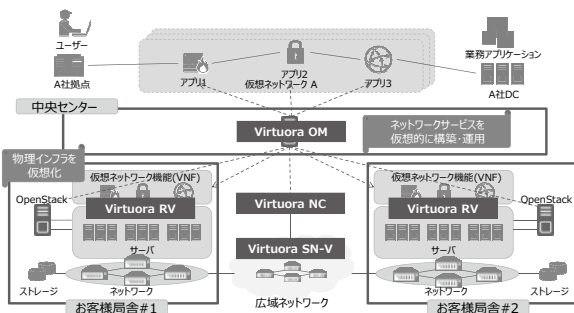 ユーザー
業務アプリケーション
A社拠点
アプリ1
アプリ2
仮想ネットワーク A
アプリ3
A社DC
中央センター
Virtuora OM
ネットワークサービスを
仮想的に構築・運用
物理インフラを
仮想化
仮想ネットワーク機能(VNF)
仮想ネットワーク機能(VNF)
OpenStack
Virtuora RV
Virtuora NC
Virtuora RV
OpenStack
サーバ
Virtuora SN-V
サーバ
ストレージ
ネットワーク
広域ネットワーク
ネットワーク
ストレージ
お客様局舎#1
お客様局舎#2